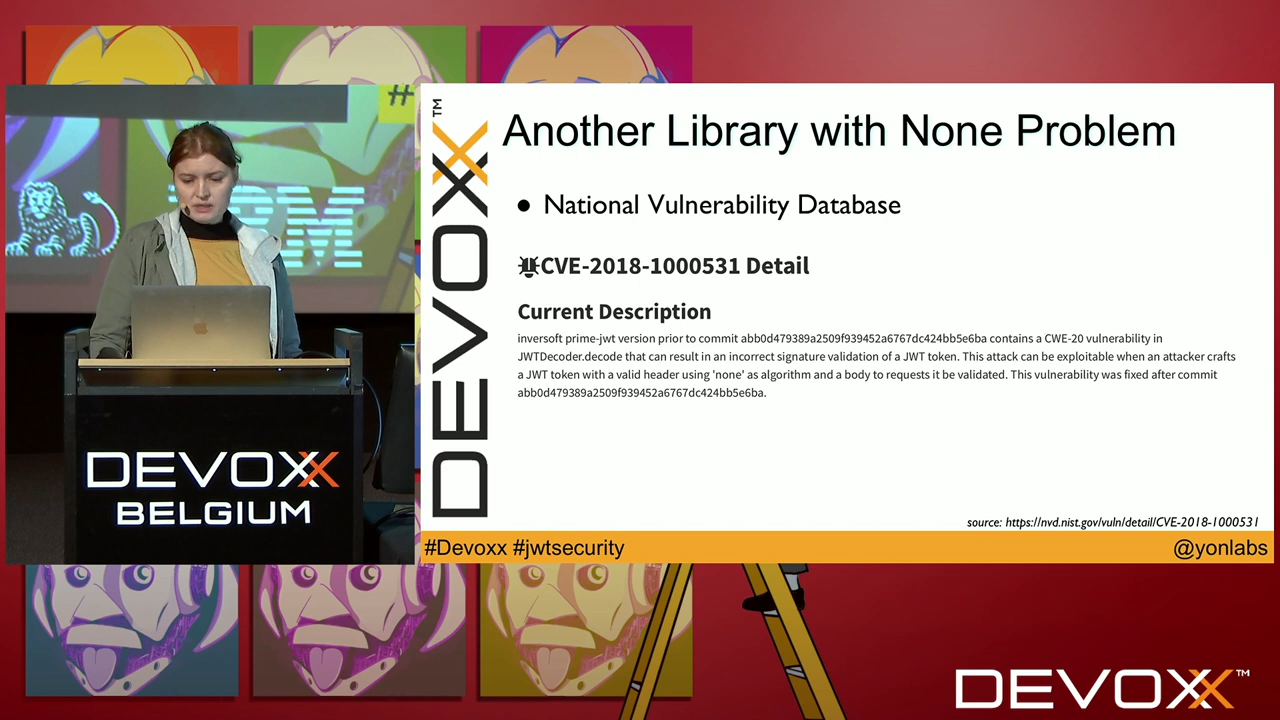 #
IBM
DEVOXX™
Another Library with None Problem
● National Vulnerability Database
CVE-2018-1000531 Detail
Current Description
inversoft prime-jwt version prior to commit abb0d479389a2509f939452a6767dc424bb5e6ba contains a CWE-20 vulnerability in
JWTDecoder.decode that can result in an incorrect signature validation of a JWT token. This attack can be exploitable when an attacker crafts
a JWT token with a valid header using 'none' as algorithm and a body to requests it be validated. This vulnerability was fixed after commit
abb0d479389a2509f939452a6767dc424bb5e6ba.
source: https://nvd.nist.gov/vuln/detail/CVE-2018-1000531
#Devoxx #jwtsecurity
@yonlabs
DEVOXX
BELGIUM
DEVOXX™